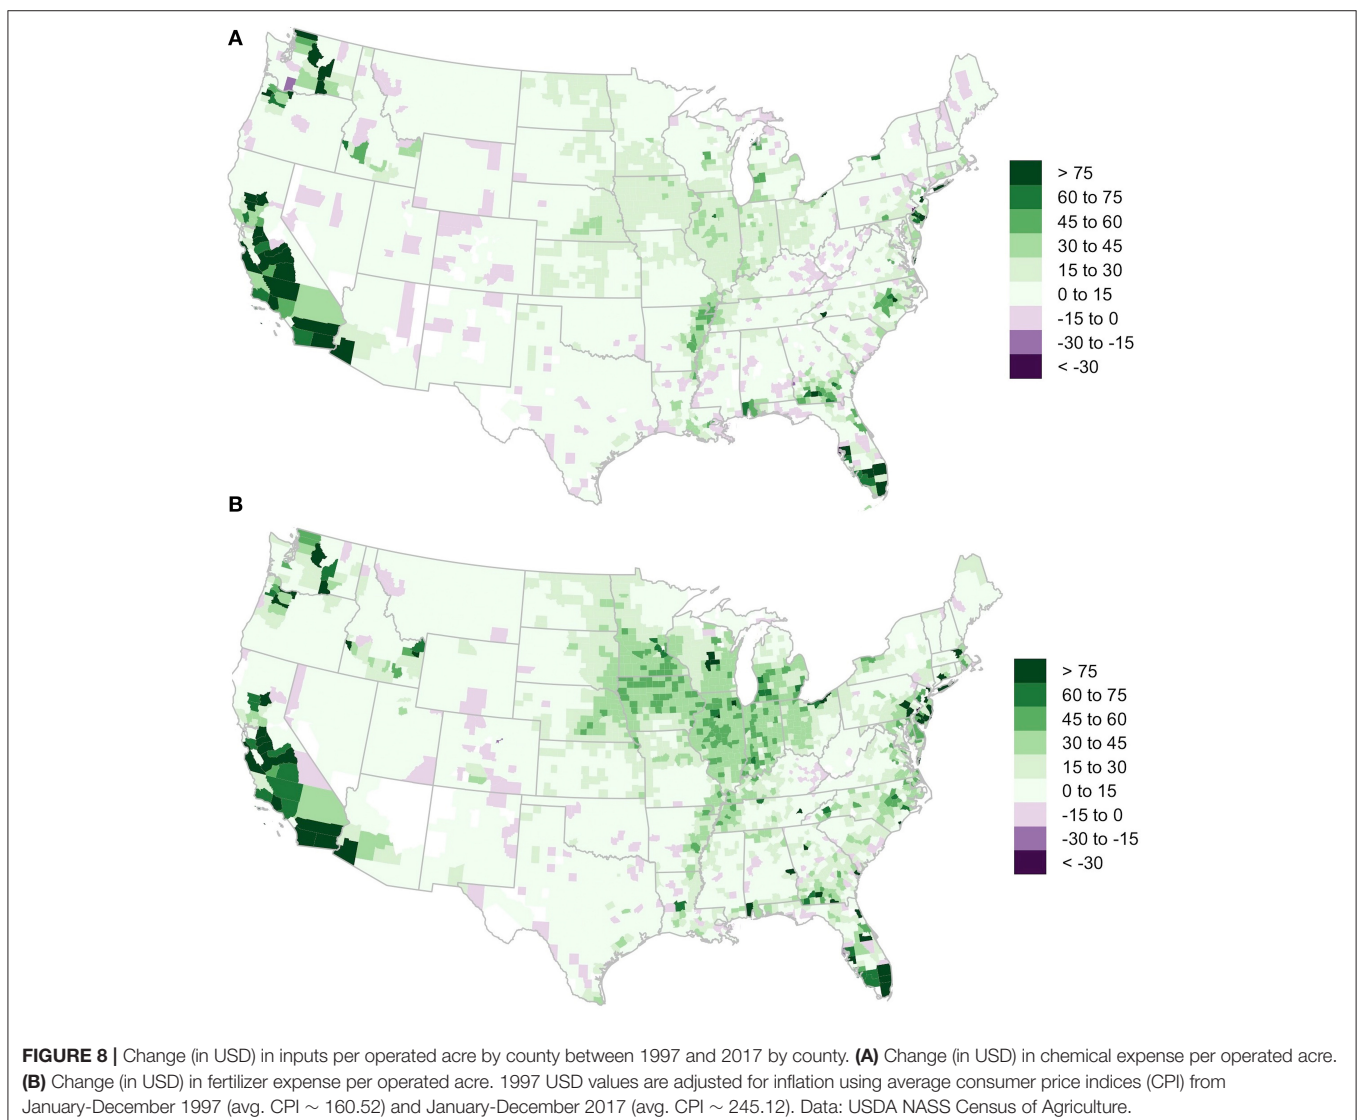 A
> 75
60 to 75
45 to 60
30 to 45
15 to 30
0 to 15
-15 to 0
-30 to -15
< -30
B
> 75
60 to 75
45 to 60
30 to 45
15 to 30
0 to 15
-15 to 0
-30 to -15
< -30
FIGURE 8 | Change (in USD) in inputs per operated acre by county between 1997 and 2017 by county. (A) Change (in USD) in chemical expense per operated acre.
(B) Change (in USD) in fertilizer expense per operated acre. 1997 USD values are adjusted for inflation using average consumer price indices (CPI) from
January-December 1997 (avg. CPI ∼ 160.52) and January-December 2017 (avg. CPI ∼ 245.12). Data: USDA NASS Census of Agriculture.